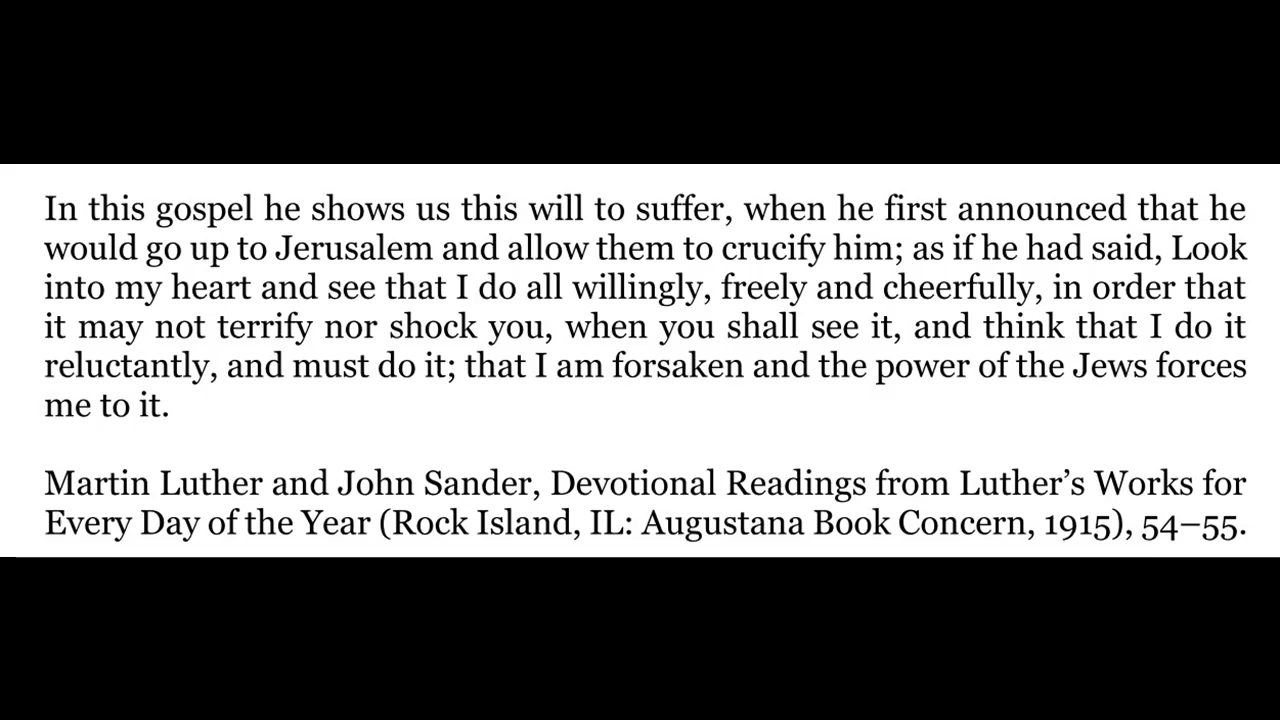 In this gospel he shows us this will to suffer, when he first announced that he
would go up to Jerusalem and allow them to crucify him; as if he had said, Look
into my heart and see that I do all willingly, freely and cheerfully, in order that
it may not terrify nor shock you, when you shall see it, and think that I do it
reluctantly, and must do it; that I am forsaken and the power of the Jews forces
me to it.
Martin Luther and John Sander, Devotional Readings from Luther’s Works for
Every Day of the Year (Rock Island, IL: Augustana Book Concern, 1915), 54–55.